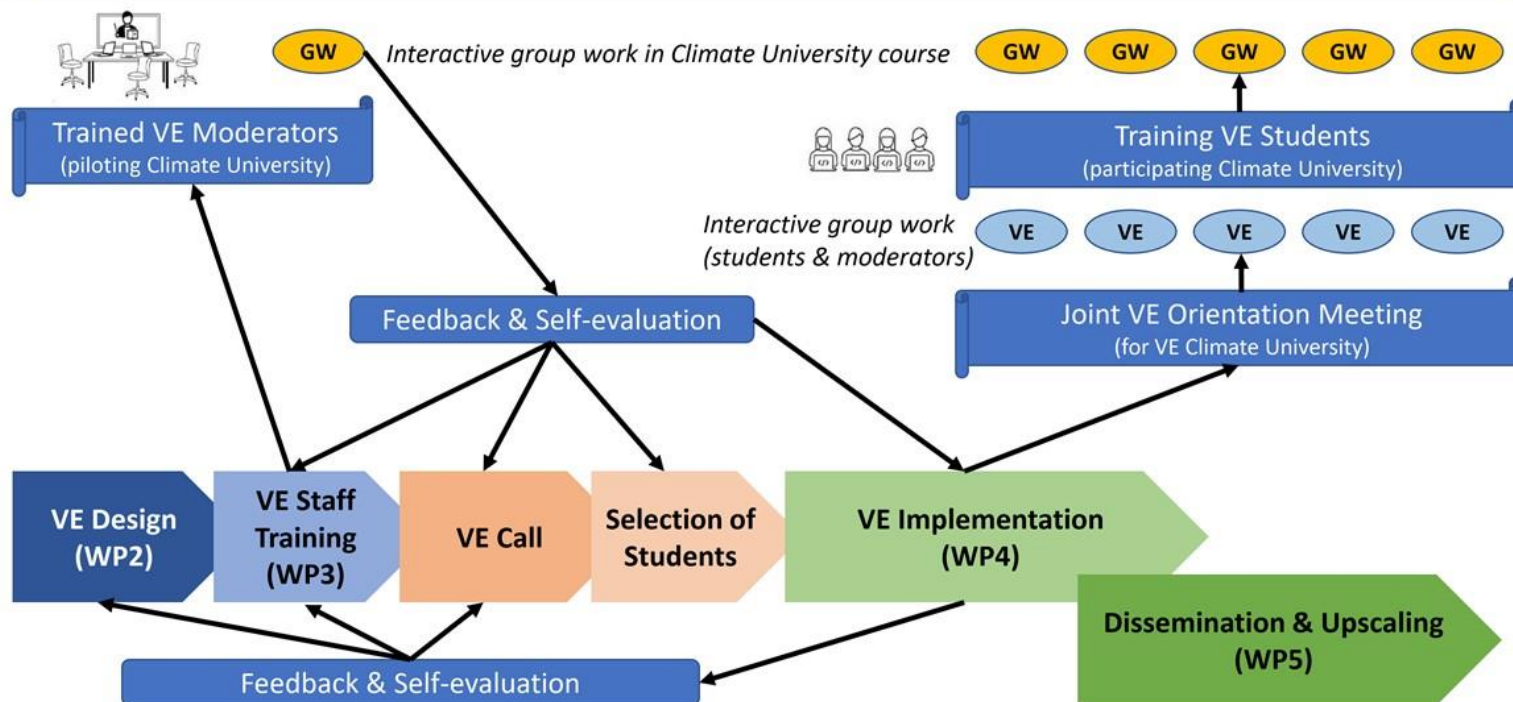 GW
Interactive group work in Climate University course
GW GW GW GW GW
Trained VE Moderators
(piloting Climate University)
Training VE Students
(participating Climate University)
Interactive group work
(students & moderators)
VE VE VE VE VE
Feedback & Self-evaluation
Joint VE Orientation Meeting
(for VE Climate University)
VE Design
(WP2)
VE Staff
Training
(WP3)
VE Call
Selection of
Students
VE Implementation
(WP4)
Dissemination & Upscaling
(WP5)
Feedback & Self-evaluation